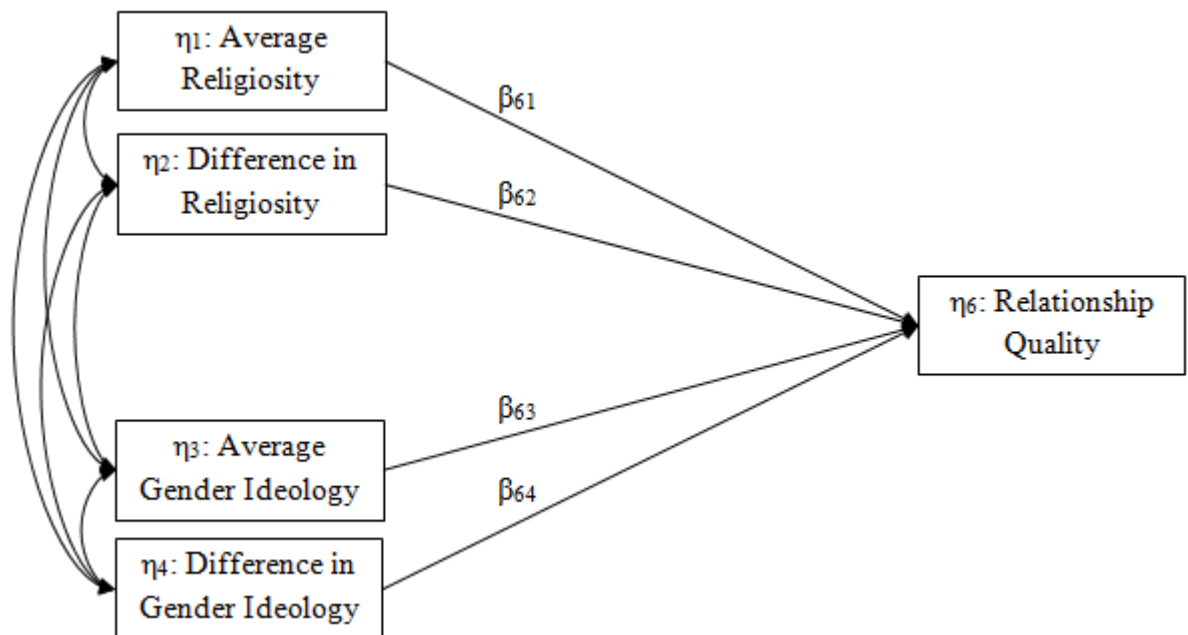 η1: Average
Religiosity
β61
η2: Difference in
Religiosity
β62
η6: Relationship
Quality
η3: Average
Gender Ideology
β63
η4: Difference in
Gender Ideology
β64